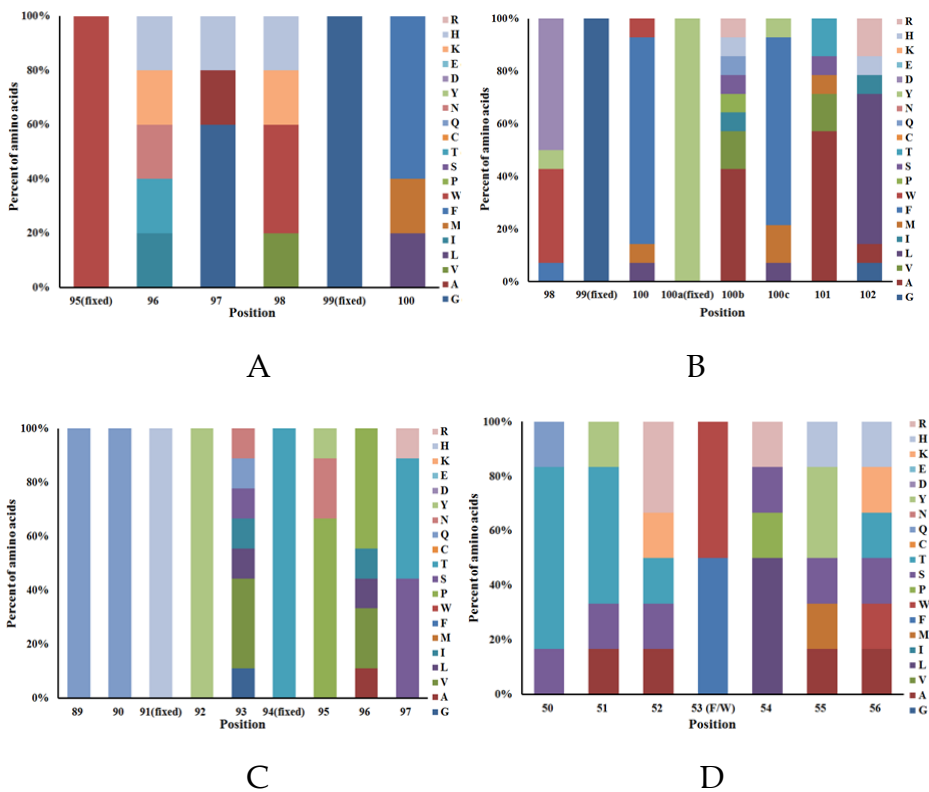 Percent of amino acids
100%
80%
60%
40%
20%
0%
95(fixed) 96 97 98 99(fixed) 100
Position
R
H
K
E
D
Y
N
Q
C
T
S
P
W
F
M
I
L
V
A
G
A
Percent of amino acids
100%
80%
60%
40%
20%
0%
98 99(fixed) 100 100a(fixed) 100b 100c 101 102
Position
R
H
K
E
D
Y
N
Q
C
T
S
P
W
F
M
I
L
V
A
G
B
Percent of amino acids
100%
80%
60%
40%
20%
0%
89 90 91(fixed) 92 93 94(fixed) 95 96 97
Position
R
H
K
E
D
Y
N
Q
C
T
S
P
W
F
M
I
L
V
A
G
C
Percent of amino acids
100%
80%
60%
40%
20%
0%
50 51 52 53 (F/W) 54 55 56
Position
R
H
K
E
D
Y
N
Q
C
T
S
P
W
F
M
I
L
V
A
G
D